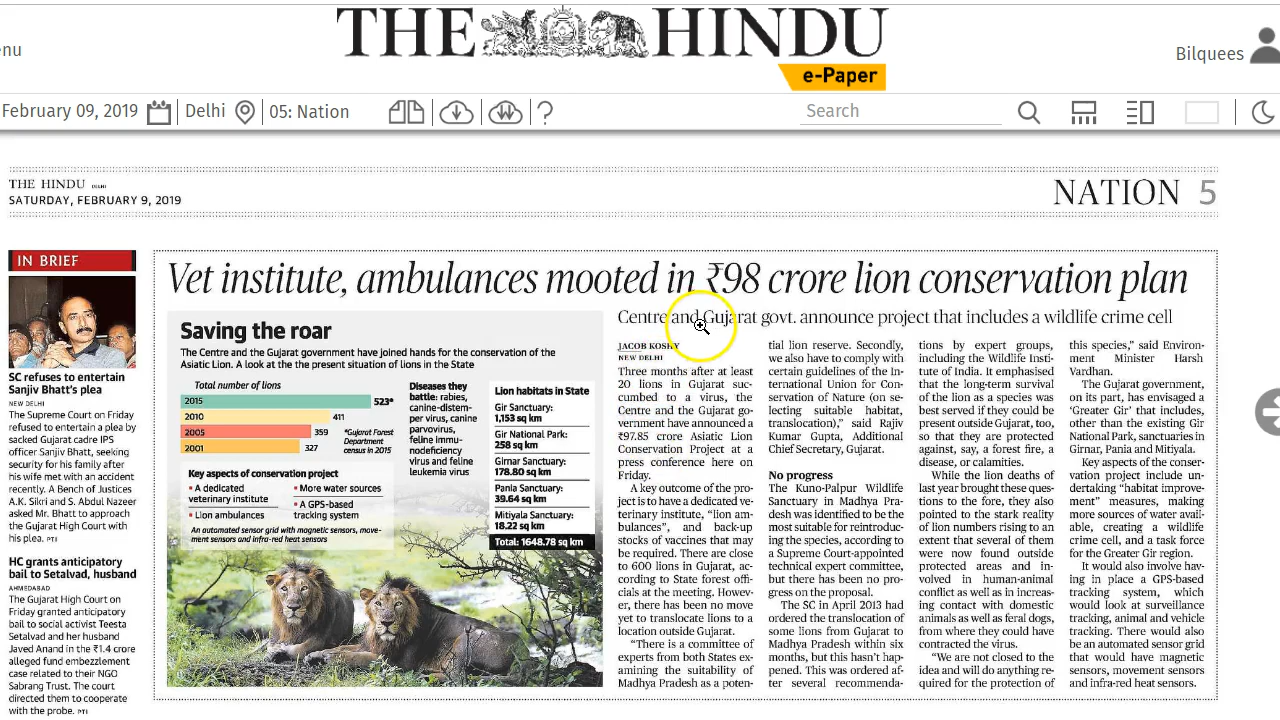 THE HINDU
e-Paper
nu
Bilquees
February 09, 2019
Delhi
05: Nation
?
Search
THE HINDU DELHI
SATURDAY, FEBRUARY 9, 2019
NATION 5
IN BRIEF
SC refuses to entertain
Sanjiv Bhatt's plea
NEW DELHI
The Supreme Court on Friday
refused to entertain a plea by
sacked Gujarat cadre IPS
officer Sanjiv Bhatt, seeking
security for his family after
his wife met with an accident
recently. A Bench of Justices
A.K. Sikri and S. Abdul Nazeer
asked Mr. Bhatt to approach
the Gujarat High Court with
his plea. PTI
HC grants anticipatory
bail to Setalvad, husband
AHMEDABAD
The Gujarat High Court on
Friday granted anticipatory
bail to social activist Teesta
Setalvad and her husband
Javed Anand in the ₹1.4 crore
alleged fund embezzlement
case related to their NGO
Sabrang Trust. The court
directed them to cooperate
with the probe. PTI
Vet institute, ambulances mooted in ₹98 crore lion conservation plan
Saving the roar
The Centre and the Gujarat government have joined hands for the conservation of the
Asiatic Lion. A look at the the present situation of lions in the State
Total number of lions
2015 523*
2010 411
2005 359
2001 327
*Gujarat Forest
Department
census in 2015
Diseases they
battle: rabies,
canine-distem-
per virus, canine
parvovirus,
feline immu-
nodeficiency
virus and feline
leukemia virus
Lion habitats in State
Gir Sanctuary:
1,153 sq km
Gir National Park:
258 sq km
Girnar Sanctuary:
178.80 sq km
Pania Sanctuary:
39.64 sq km
Mitiyala Sanctuary:
18.22 sq km
Total: 1648.78 sq km
Key aspects of conservation project
• A dedicated
veterinary institute
• Lion ambulances
• More water sources
• A GPS-based
tracking system
An automated sensor grid with magnetic sensors, move-
ment sensors and infra-red heat sensors
Centre and Gujarat govt. announce project that includes a wildlife crime cell
JACOB KOSHY
NEW DELHI
Three months after at least
20 lions in Gujarat suc-
cumbed to a virus, the
Centre and the Gujarat go-
vernment have announced a
₹97.85 crore Asiatic Lion
Conservation Project at a
press conference here on
Friday.
A key outcome of the pro-
ject is to have a dedicated ve-
terinary institute, "lion am-
bulances", and back-up
stocks of vaccines that may
be required. There are close
to 600 lions in Gujarat, ac-
cording to State forest offi-
cials at the meeting. Howev-
er, there has been no move
yet to translocate lions to a
location outside Gujarat.
"There is a committee of
experts from both States ex-
amining the suitability of
Madhya Pradesh as a poten-
tial lion reserve. Secondly,
we also have to comply with
certain guidelines of the In-
ternational Union for Con-
servation of Nature (on se-
lecting suitable habitat,
translocation)," said Rajiv
Kumar Gupta, Additional
Chief Secretary, Gujarat.
No progress
The Kuno-Palpur Wildlife
Sanctuary in Madhya Pra-
desh was identified to be the
most suitable for reintroduc-
ing the species, according to
a Supreme Court-appointed
technical expert committee,
but there has been no pro-
gress on the proposal.
The SC in April 2013 had
ordered the translocation of
some lions from Gujarat to
Madhya Pradesh within six
months, but this hasn't hap-
pened. This was ordered af-
ter several recommenda-
tions by expert groups,
including the Wildlife Insti-
tute of India. It emphasised
that the long-term survival
of the lion as a species was
best served if they could be
present outside Gujarat, too,
so that they are protected
against, say, a forest fire, a
disease, or calamities.
While the lion deaths of
last year brought these ques-
tions to the fore, they also
pointed to the stark reality
of lion numbers rising to an
extent that several of them
were now found outside
protected areas and in-
volved in human-animal
conflict as well as in increas-
ing contact with domestic
animals as well as feral dogs,
from where they could have
contracted the virus.
"We are not closed to the
idea and will do anything re-
quired for the protection of
this species," said Environ-
ment Minister Harsh
Vardhan.
The Gujarat government,
on its part, has envisaged a
'Greater Gir' that includes,
other than the existing Gir
National Park, sanctuaries in
Girnar, Pania and Mitiyala.
Key aspects of the conser-
vation project include un-
dertaking "habitat improve-
ment" measures, making
more sources of water avail-
able, creating a wildlife
crime cell, and a task force
for the Greater Gir region.
It would also involve hav-
ing in place a GPS-based
tracking system, which
would look at surveillance
tracking, animal and vehicle
tracking. There would also
be an automated sensor grid
that would have magnetic
sensors, movement sensors
and infra-red heat sensors.